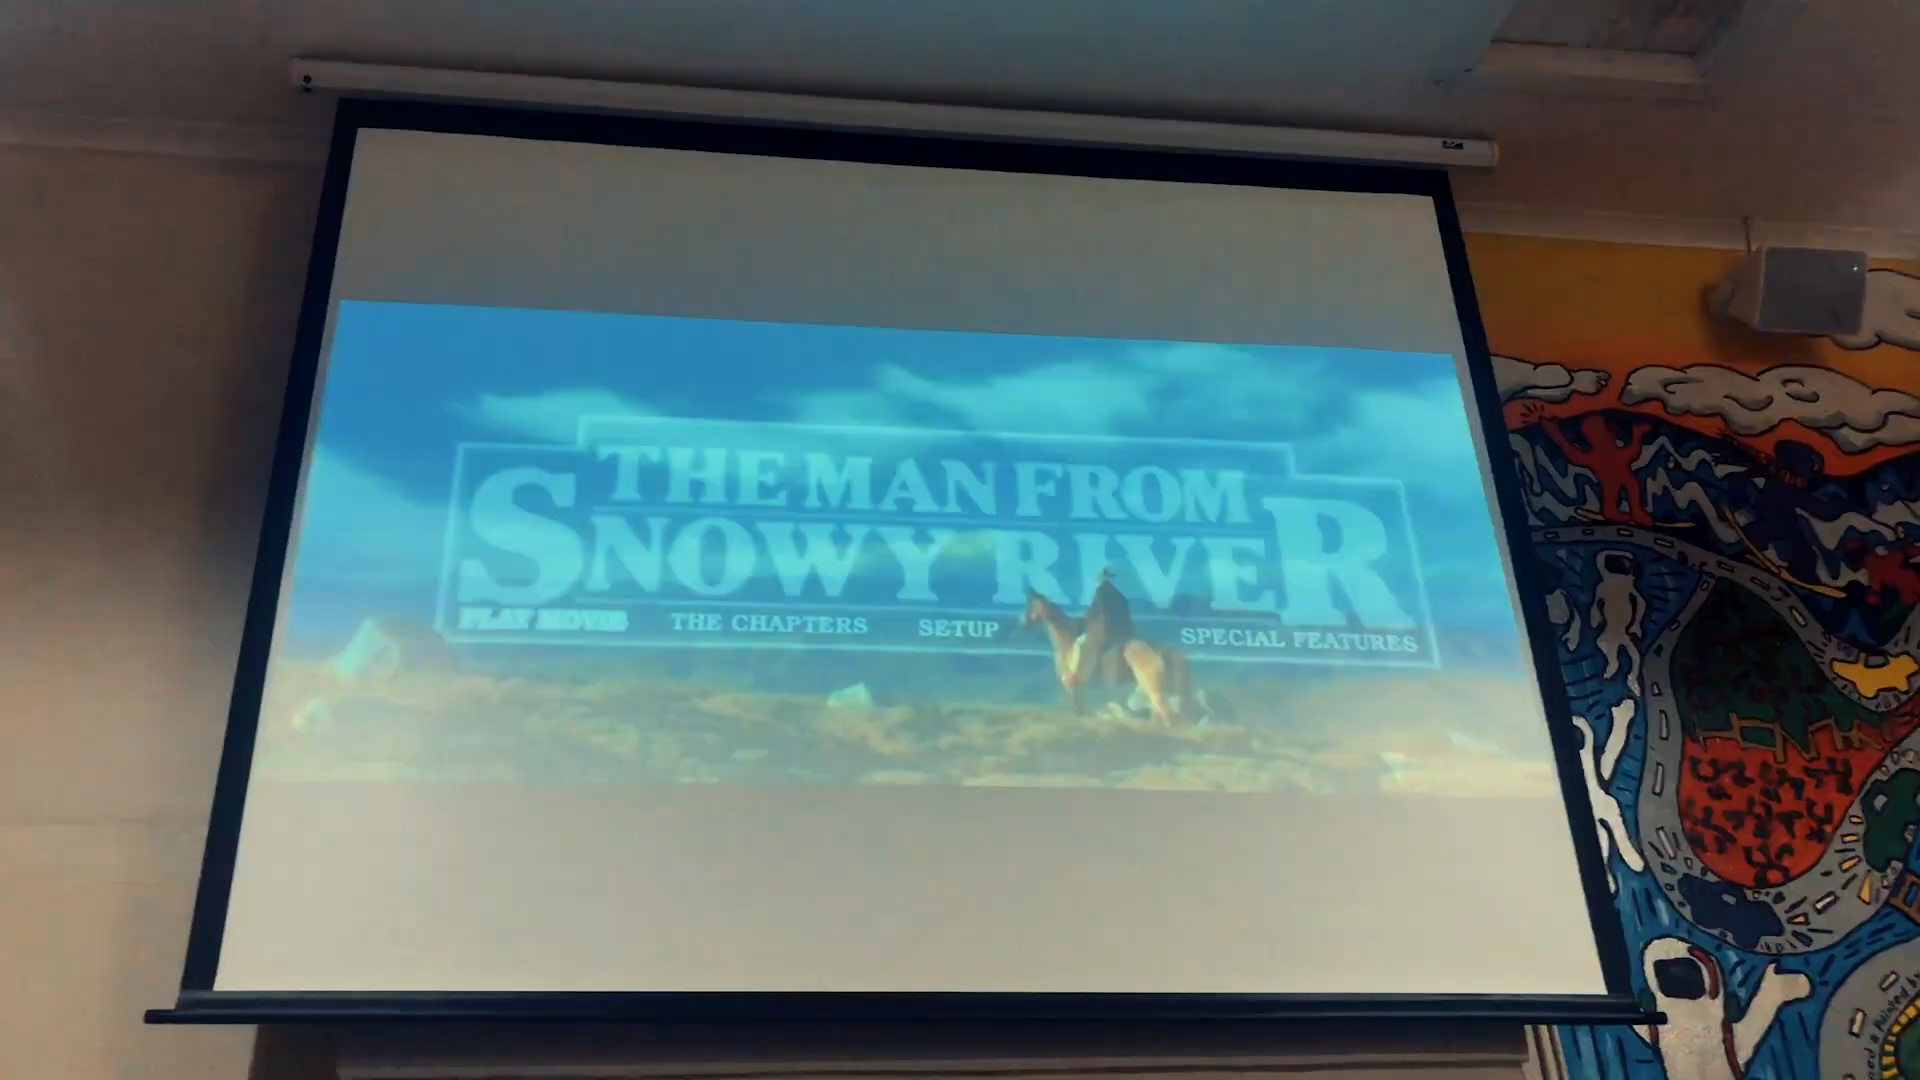 THE MAN FROM
SNOWY RIVER
PLAY MOVIE THE CHAPTERS SETUP SPECIAL FEATURES